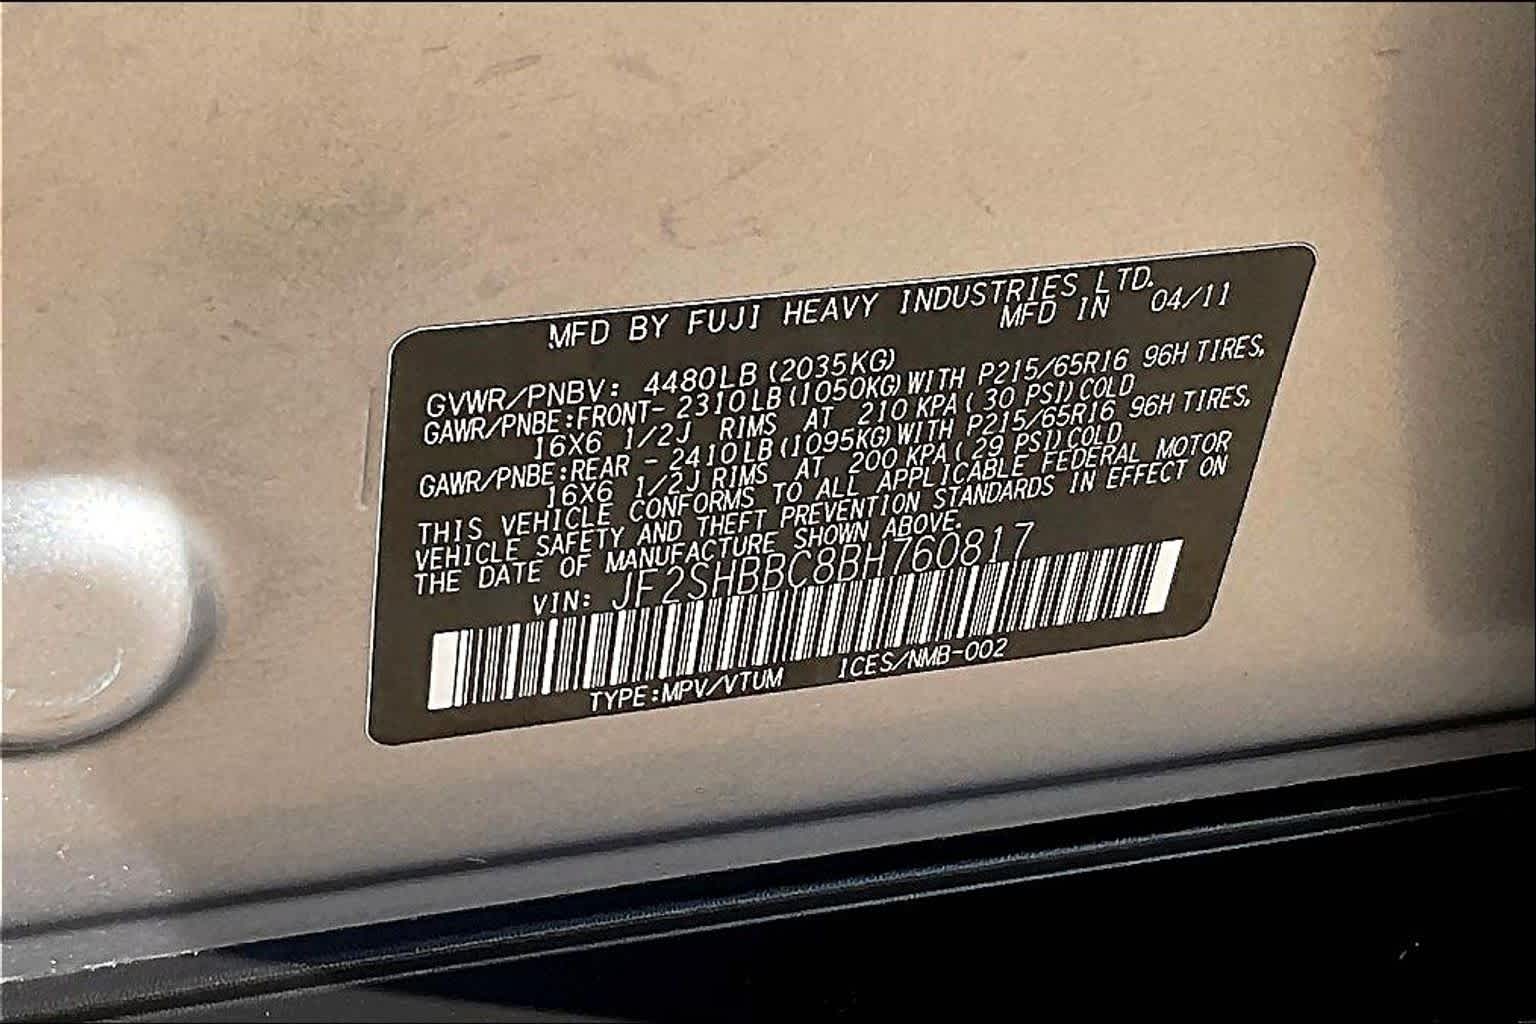 MFD BY FUJI HEAVY INDUSTRIES LTD.
MFD IN 04/11
GVWR/PNBV: 4480LB (2035KG)
GAWR/PNBE:FRONT- 2310LB (1050KG) WITH P215/65R16 96H TIRES,
16X6 1/2J RIMS AT 210 KPA ( 30 PSI) COLD
GAWR/PNBE:REAR - 2410LB (1095KG) WITH P215/65R16 96H TIRES,
16X6 1/2J RIMS AT 200 KPA ( 29 PSI) COLD
THIS VEHICLE CONFORMS TO ALL APPLICABLE FEDERAL MOTOR
VEHICLE SAFETY AND THEFT PREVENTION STANDARDS IN EFFECT ON
THE DATE OF MANUFACTURE SHOWN ABOVE.
VIN: JF2SHBBC8BH760817
TYPE:MPV/VTUM ICES/NMB-002